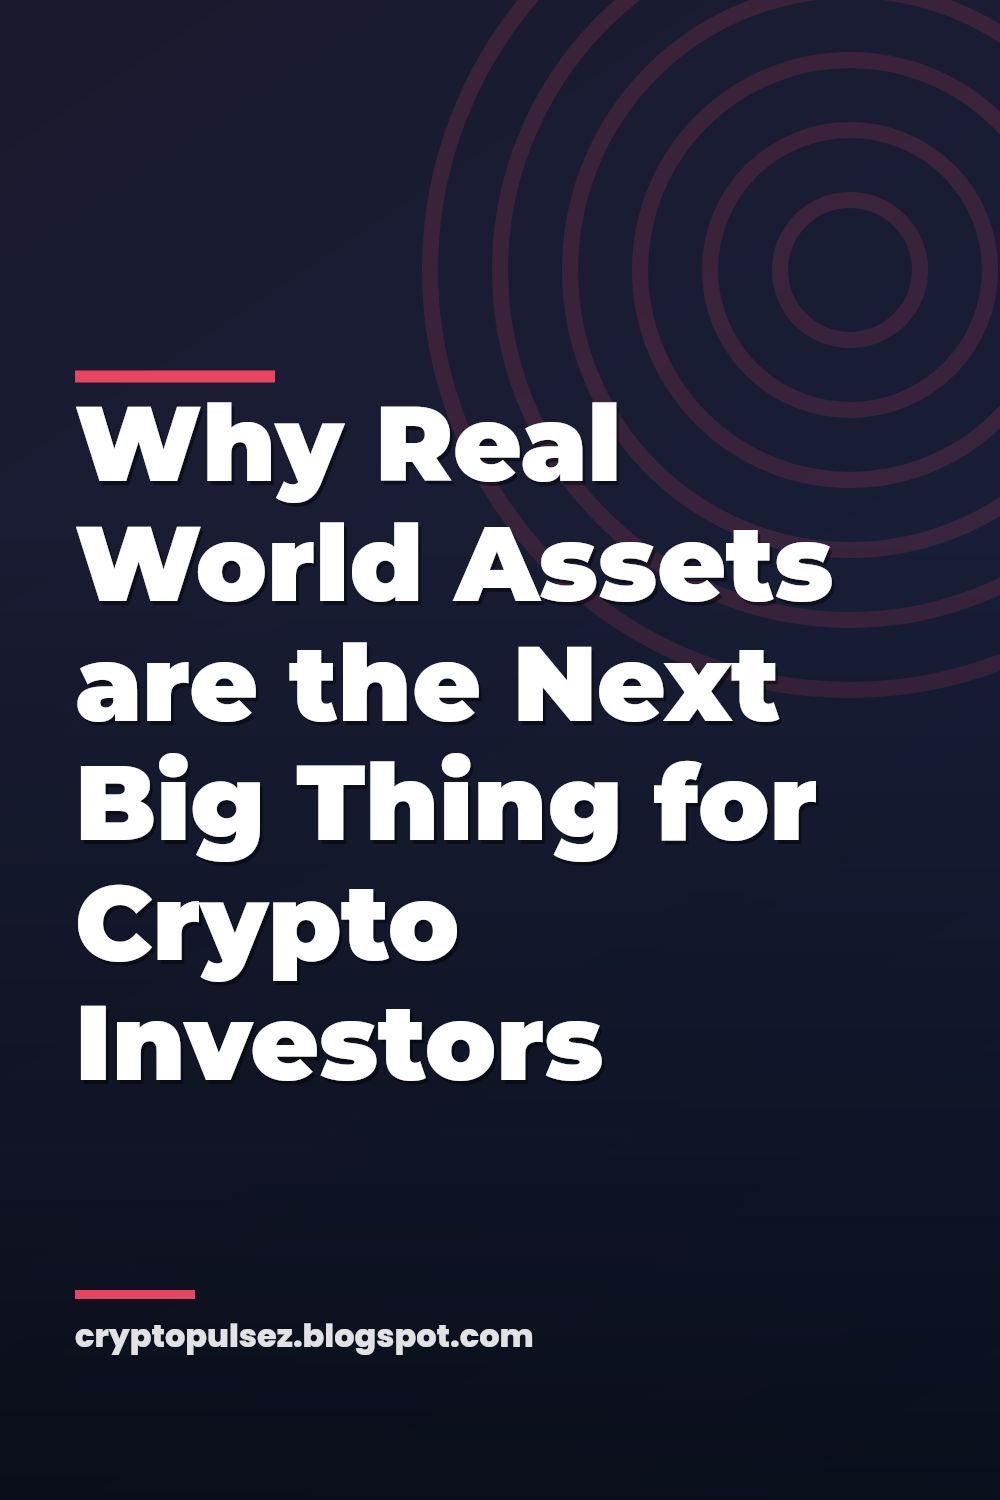 Why Real
World Assets
are the Next
Big Thing for
Crypto
Investors
cryptopulsez.blogspot.com